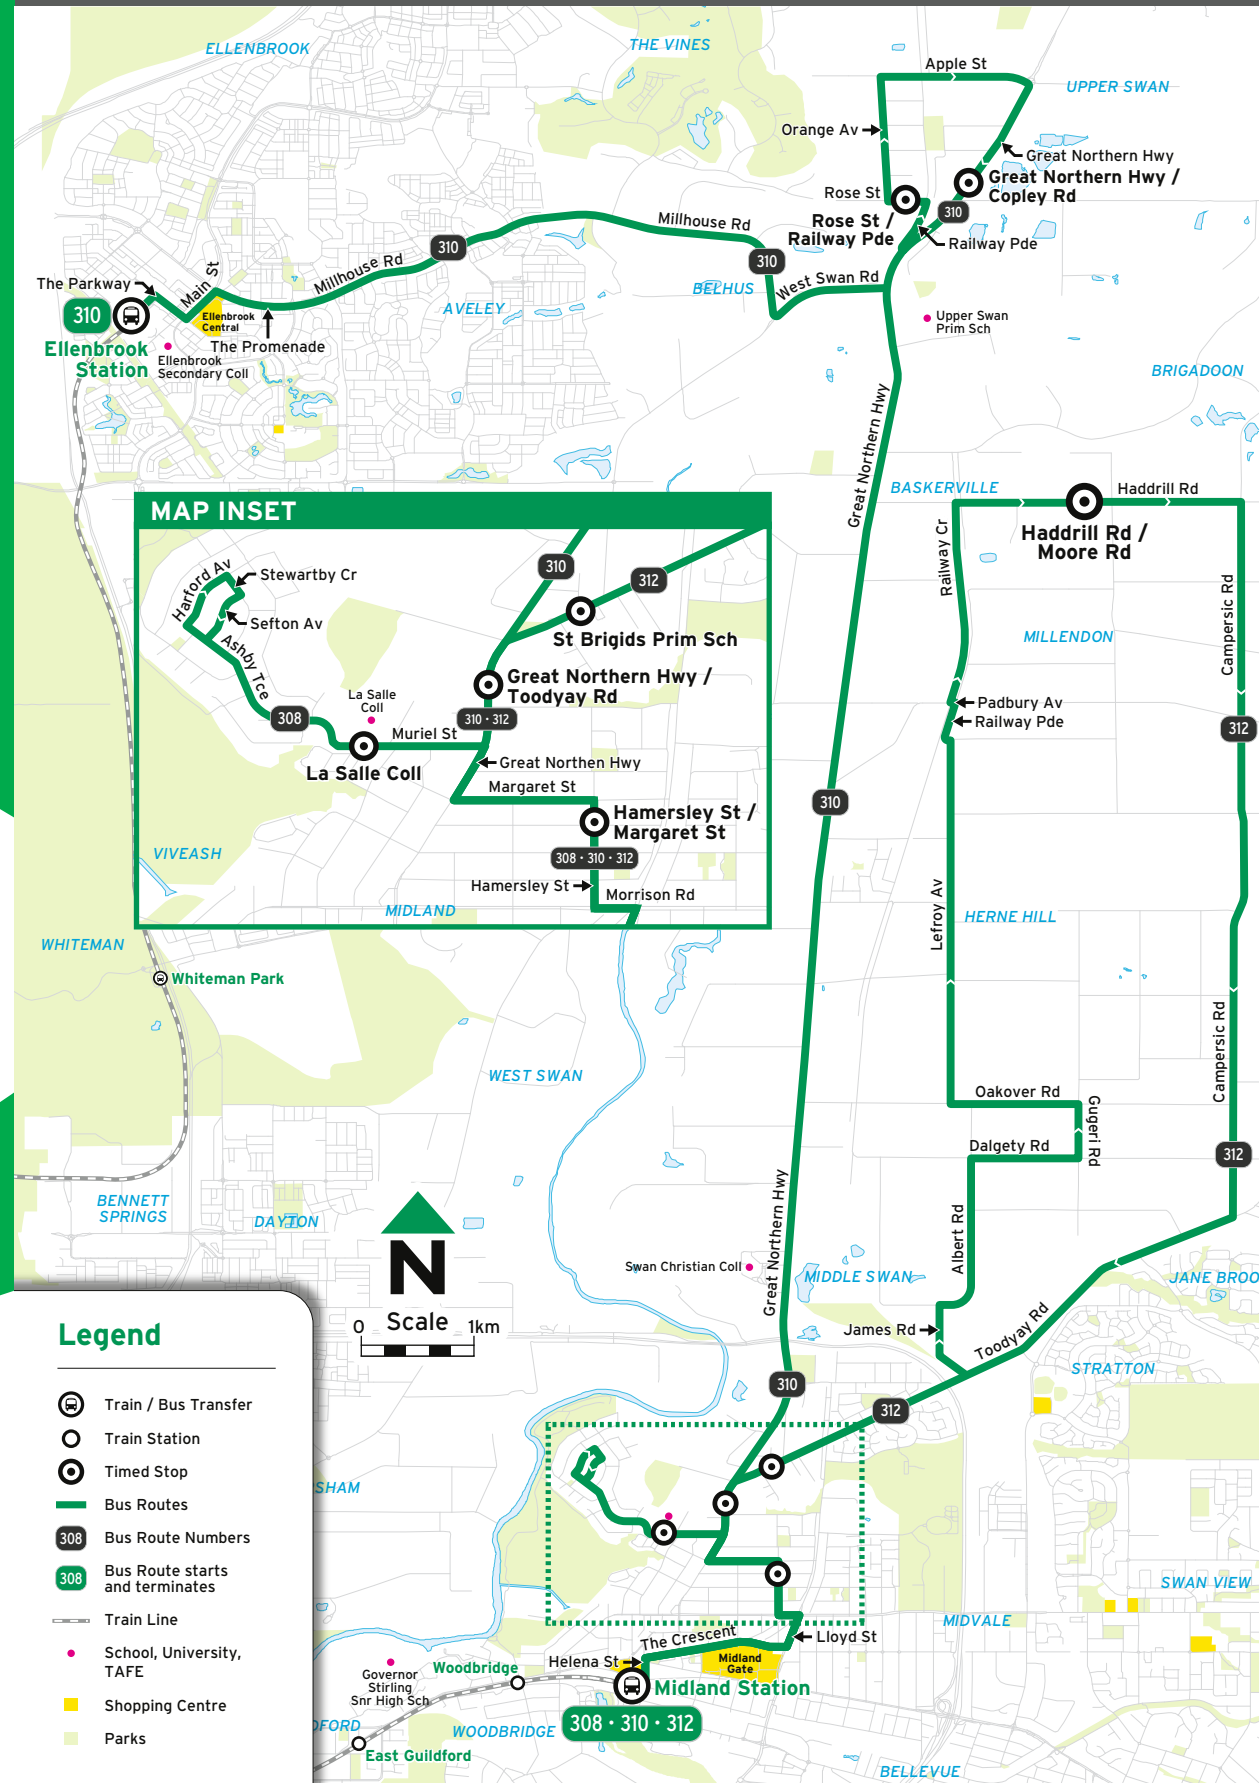 ELLENBROOK
THE VINES
Apple St
UPPER SWAN
Orange Av
Great Northern Hwy
Great Northern Hwy /
Copley Rd
Rose St
310
Rose St /
Railway Pde
Railway Pde
Millhouse Rd
310
310
Millhouse Rd
West Swan Rd
BELHUS
The Parkway
Main St
310
Ellenbrook
Central
AVELEY
Upper Swan
Prim Sch
Ellenbrook
Station
The Promenade
Ellenbrook
Secondary Coll
BRIGADOON
Great Northern Hwy
BASKERVILLE
Haddrill Rd
Haddrill Rd /
Moore Rd
Railway Cr
Campersic Rd
MILLENDON
Padbury Av
Railway Pde
312
310
Lefroy Av
HERNE HILL
MAP INSET
310
312
Harford Av
Stewartby Cr
Sefton Av
St Brigids Prim Sch
Ashby Tce
Great Northern Hwy /
Toodyay Rd
La Salle
Coll
308
310 · 312
Muriel St
La Salle Coll
Great Northen Hwy
Margaret St
Hamersley St /
Margaret St
VIVEASH
308 · 310 · 312
Hamersley St
Morrison Rd
MIDLAND
WHITEMAN
Whiteman Park
WEST SWAN
Campersic Rd
Oakover Rd
Gugeri Rd
Dalgety Rd
312
BENNETT
SPRINGS
DAYTON
N
Scale
0
1km
Great Northern Hwy
Swan Christian Coll
MIDDLE SWAN
Albert Rd
JANE BROO
James Rd
Toodyay Rd
STRATTON
310
312
SHAM
SWAN VIEW
MIDVALE
The Crescent
Lloyd St
Helena St
Midland
Gate
Woodbridge
Governor
Stirling
Snr High Sch
Midland Station
308 · 310 · 312
DFORD
WOODBRIDGE
East Guildford
BELLEVUE
Legend
Train / Bus Transfer
Train Station
Timed Stop
Bus Routes
308
Bus Route Numbers
308
Bus Route starts
and terminates
Train Line
School, University,
TAFE
Shopping Centre
Parks